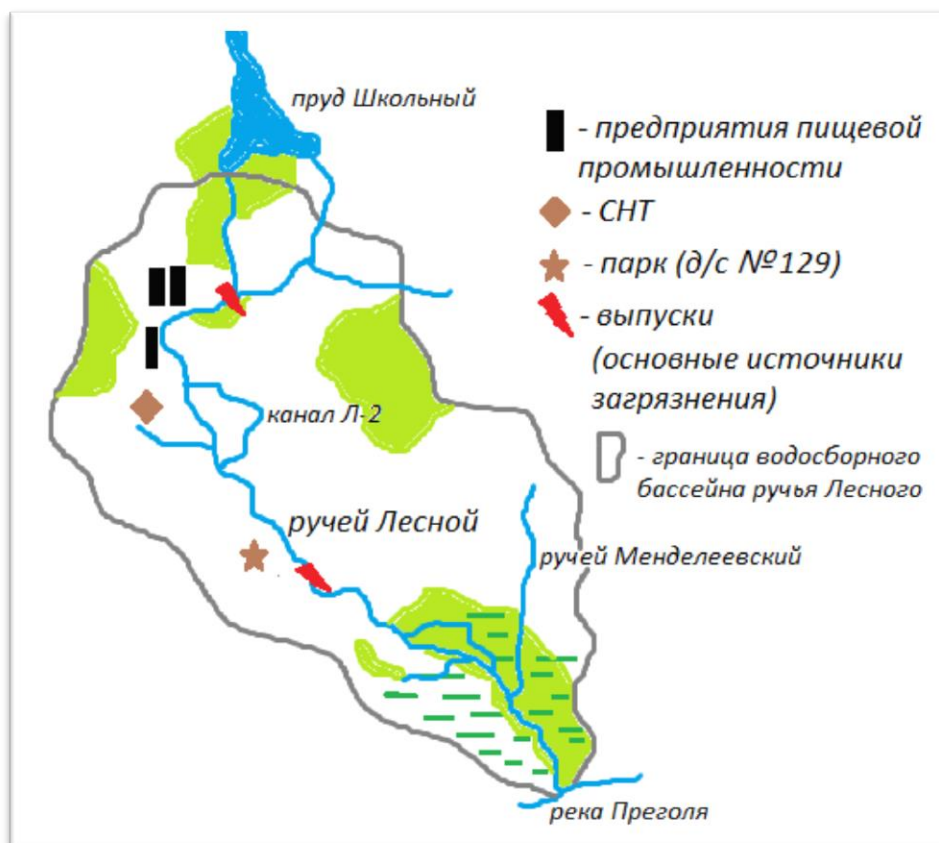 пруд Школьный
- предприятия пищевой
промышленности
- СНТ
- парк (д/с №129)
- выпуски
(основные источники
загрязнения)
канал Л-2
- граница водосборного
бассейна ручья Лесного
ручей Лесной
ручей Менделеевский
река Преголя